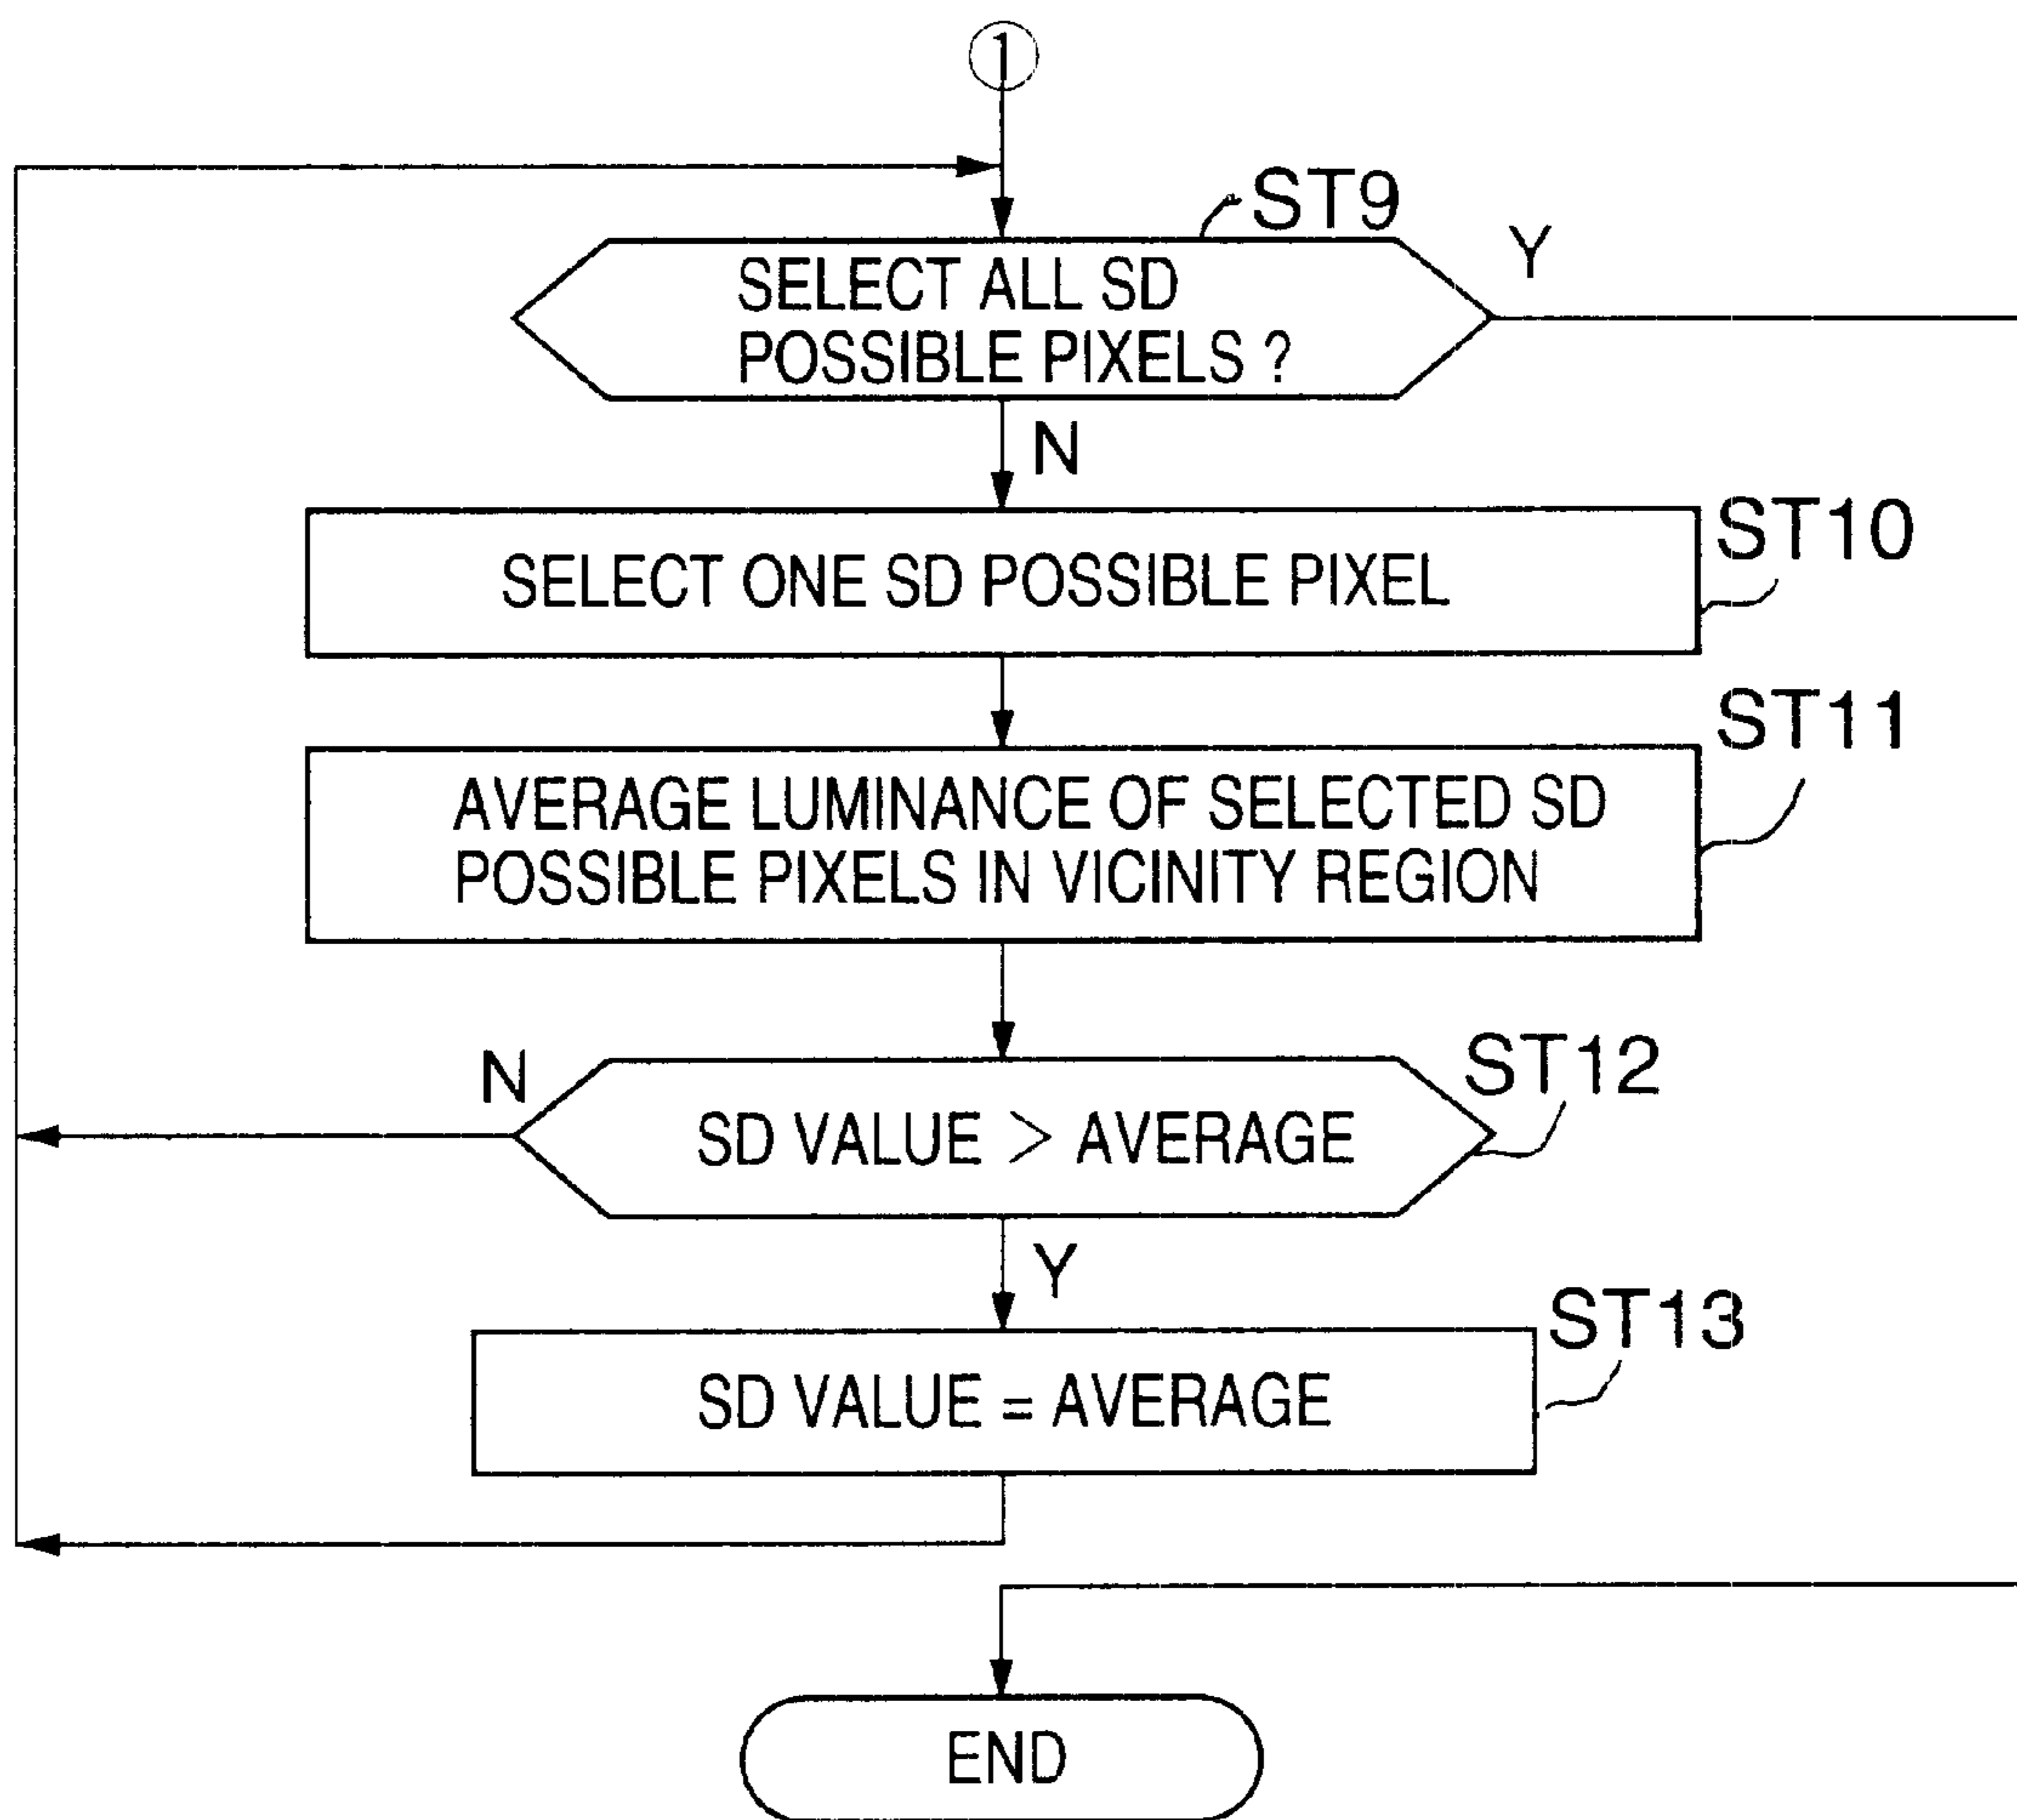 1
ST9
SELECT ALL SD
POSSIBLE PIXELS ?
Y
N
SELECT ONE SD POSSIBLE PIXEL
ST10
ST11
AVERAGE LUMINANCE OF SELECTED SD
POSSIBLE PIXELS IN VICINITY REGION
N
SD VALUE > AVERAGE
ST12
Y
SD VALUE = AVERAGE
ST13
END